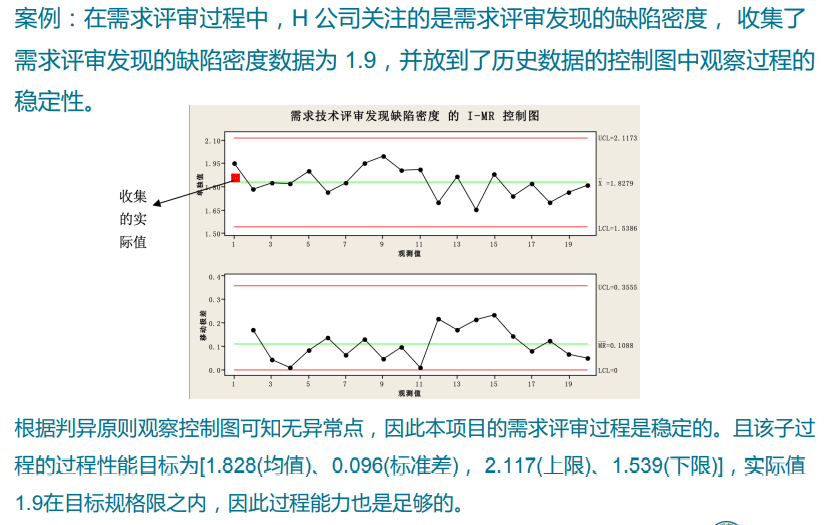 案例：在需求评审过程中，H 公司关注的是需求评审发现的缺陷密度， 收集了
需求评审发现的缺陷密度数据为 1.9，并放到了历史数据的控制图中观察过程的
稳定性。
需求技术评审发现缺陷密度 的 I-MR 控制图
2.10
1.95
1.80
1.65
1.50
单独值
UCL=2.1173
X̄ =1.8279
LCL=1.5386
1 3 5 7 9 11 13 15 17 19
观测值
收集
的实
际值
0.4
0.3
0.2
0.1
0.0
移动极差
UCL=0.3555
M̄R̄=0.1088
LCL=0
1 3 5 7 9 11 13 15 17 19
观测值
根据判异原则观察控制图可知无异常点，因此本项目的需求评审过程是稳定的。且该子过
程的过程性能目标为[1.828(均值)、0.096(标准差)， 2.117(上限)、1.539(下限)]，实际值
1.9在目标规格限之内，因此过程能力也是足够的。